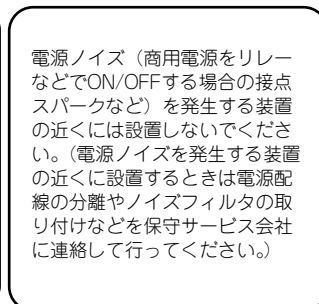 電源ノイズ（商用電源をリレー
などでON/OFFする場合の接点
スパークなど）を発生する装置
の近くには設置しないでくださ
い。（電源ノイズを発生する装置
の近くに設置するときは電源配
線の分離やノイズフィルタの取
り付けなどを保守サービス会社
に連絡して行ってください。）